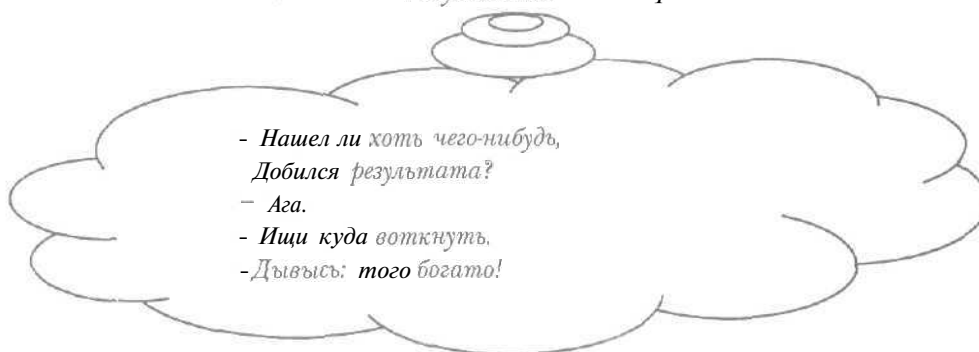 - Нашел ли хоть чего-нибудь,
Добился результата?
- Ага.
- Ищи куда воткнуть.
- Дывысь: того богато!